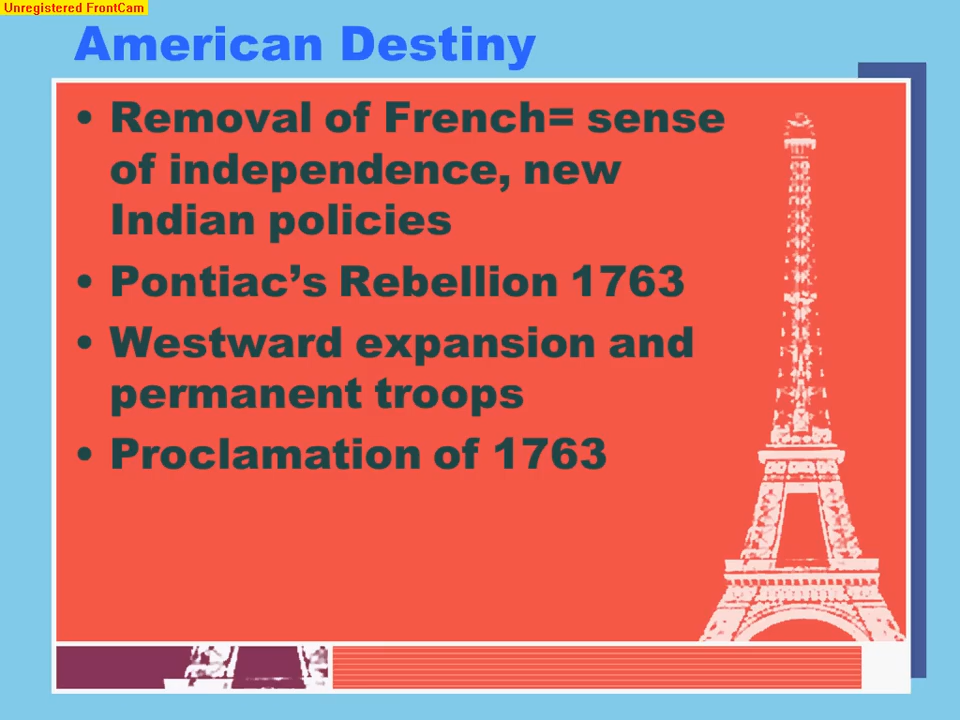 Unregistered FrontCam
American Destiny
• Removal of French= sense
of independence, new
Indian policies
• Pontiac’s Rebellion 1763
• Westward expansion and
permanent troops
• Proclamation of 1763